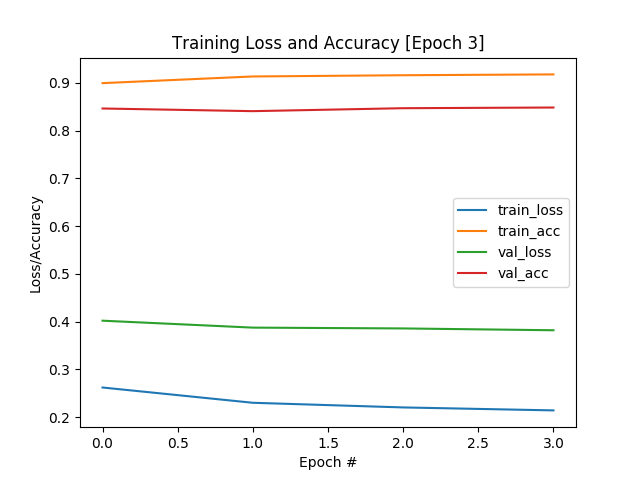 Training Loss and Accuracy [Epoch 3]
0.9
0.8
0.7
0.6
0.5
0.4
0.3
0.2
Loss/Accuracy
train_loss
train_acc
val_loss
val_acc
0.0 0.5 1.0 1.5 2.0 2.5 3.0
Epoch #